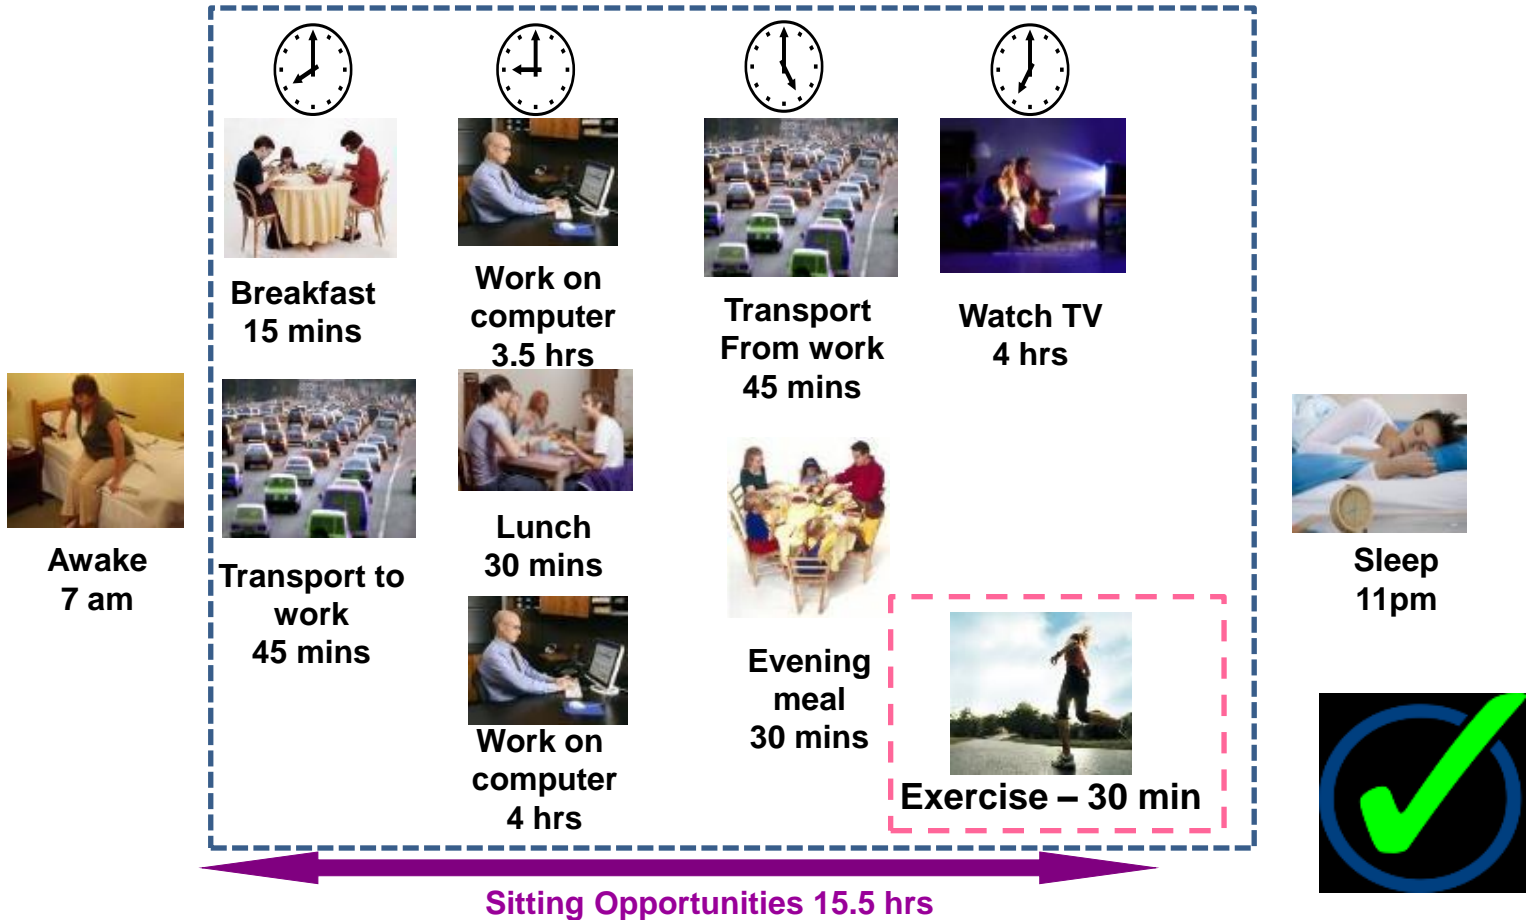 Breakfast
15 mins
Work on
computer
3.5 hrs
Transport
From work
45 mins
Watch TV
4 hrs
Awake
7 am
Transport to
work
45 mins
Lunch
30 mins
Work on
computer
4 hrs
Evening
meal
30 mins
Exercise – 30 min
Sleep
11pm
Sitting Opportunities 15.5 hrs